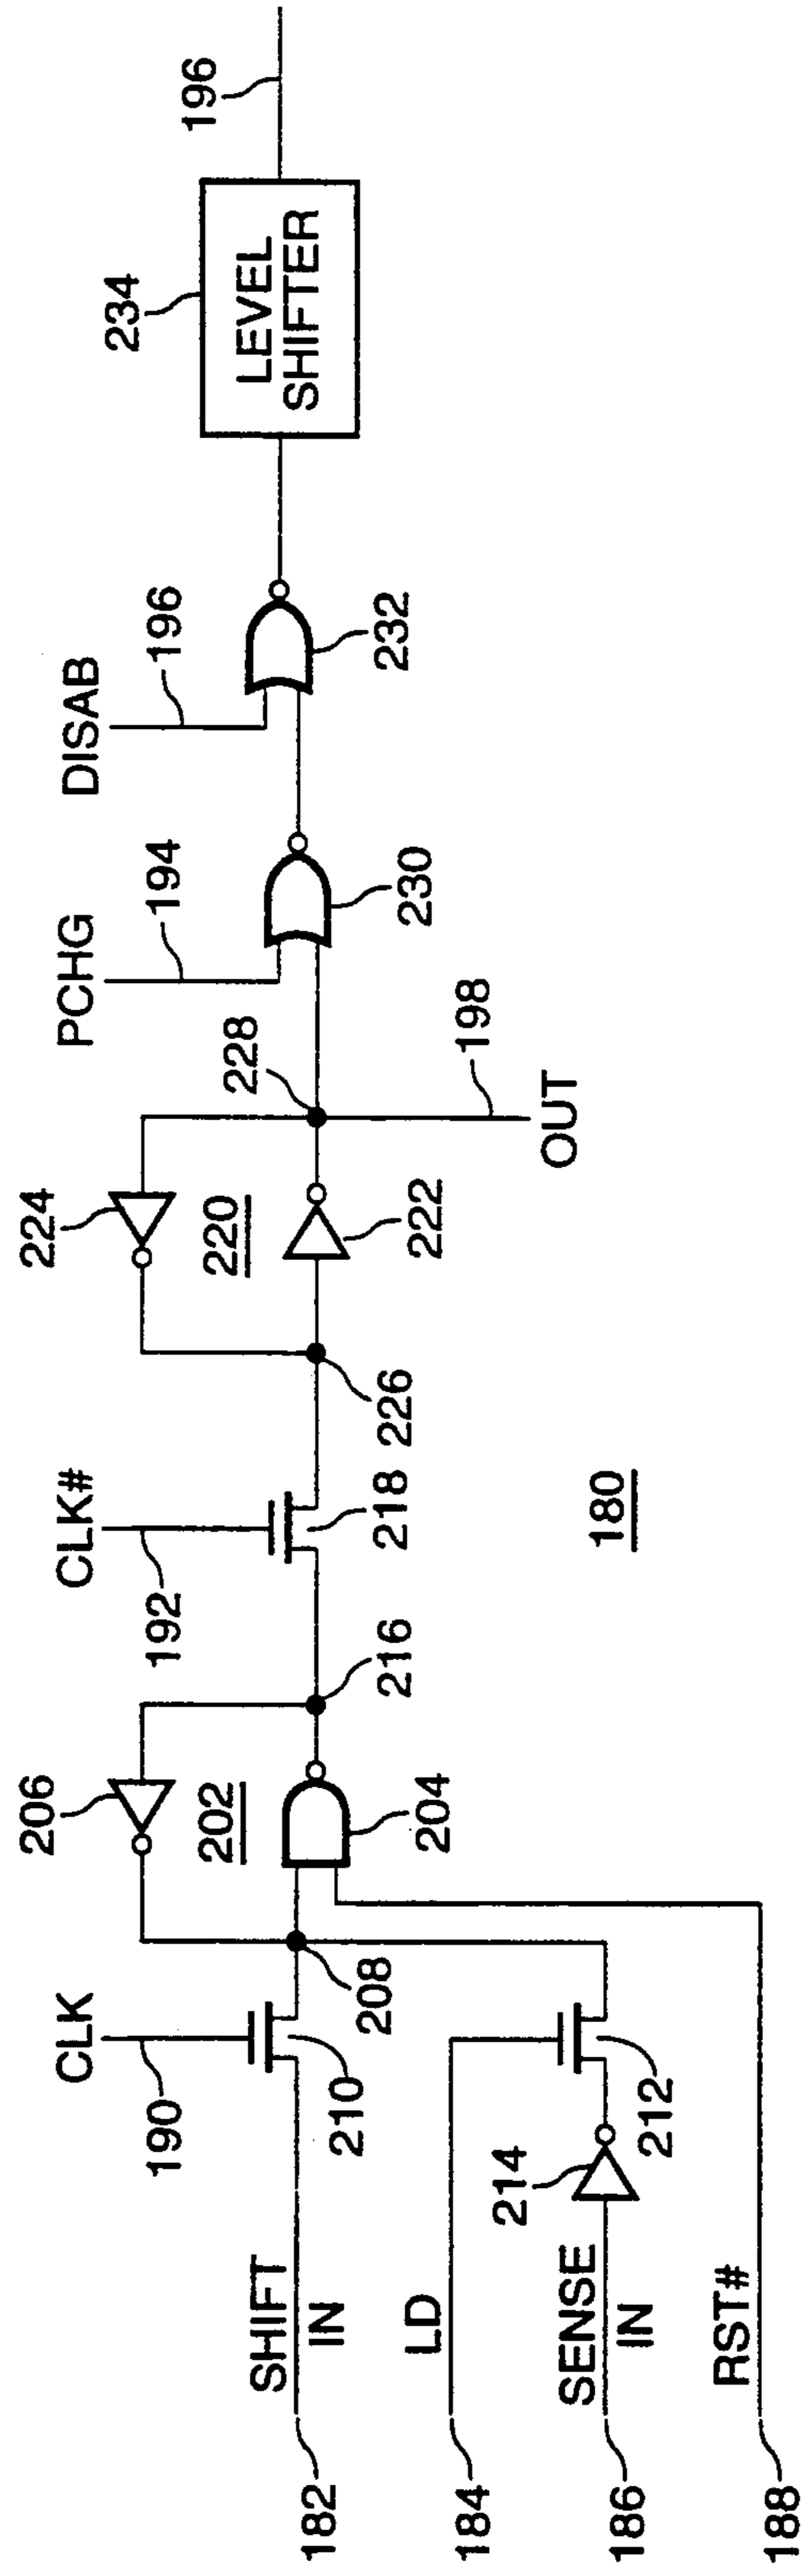 CLK
190
206
202
204
208
210
216
CLK#
192
218
226
224
220
222
228
198
OUT
PCHG
194
230
DISAB
196
232
234
LEVEL
SHIFTER
196
182
SHIFT
IN
184
LD
186
SENSE
IN
214
212
188
RST#
180